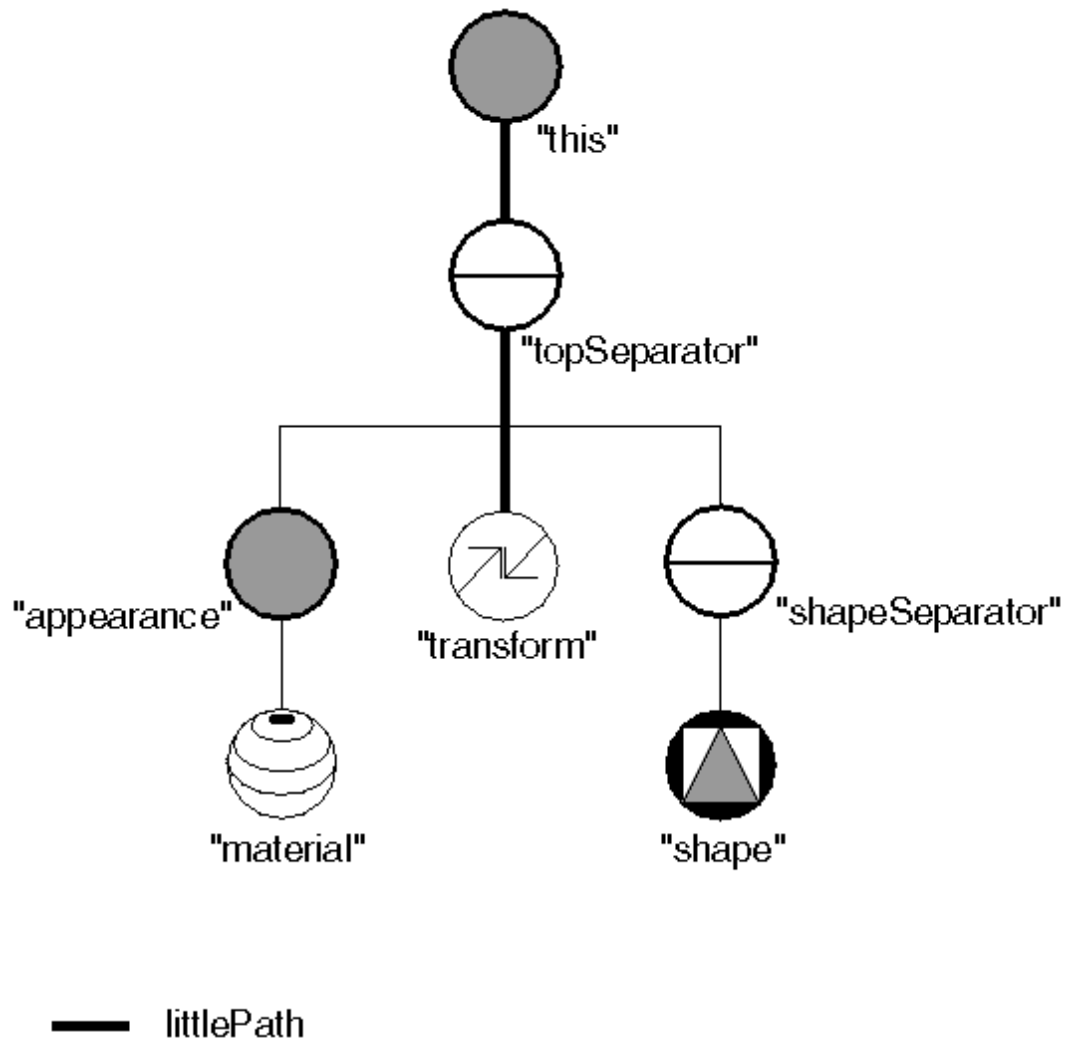 "this"
"topSeparator"
"appearance"
"transform"
"shapeSeparator"
"material"
"shape"
littlePath